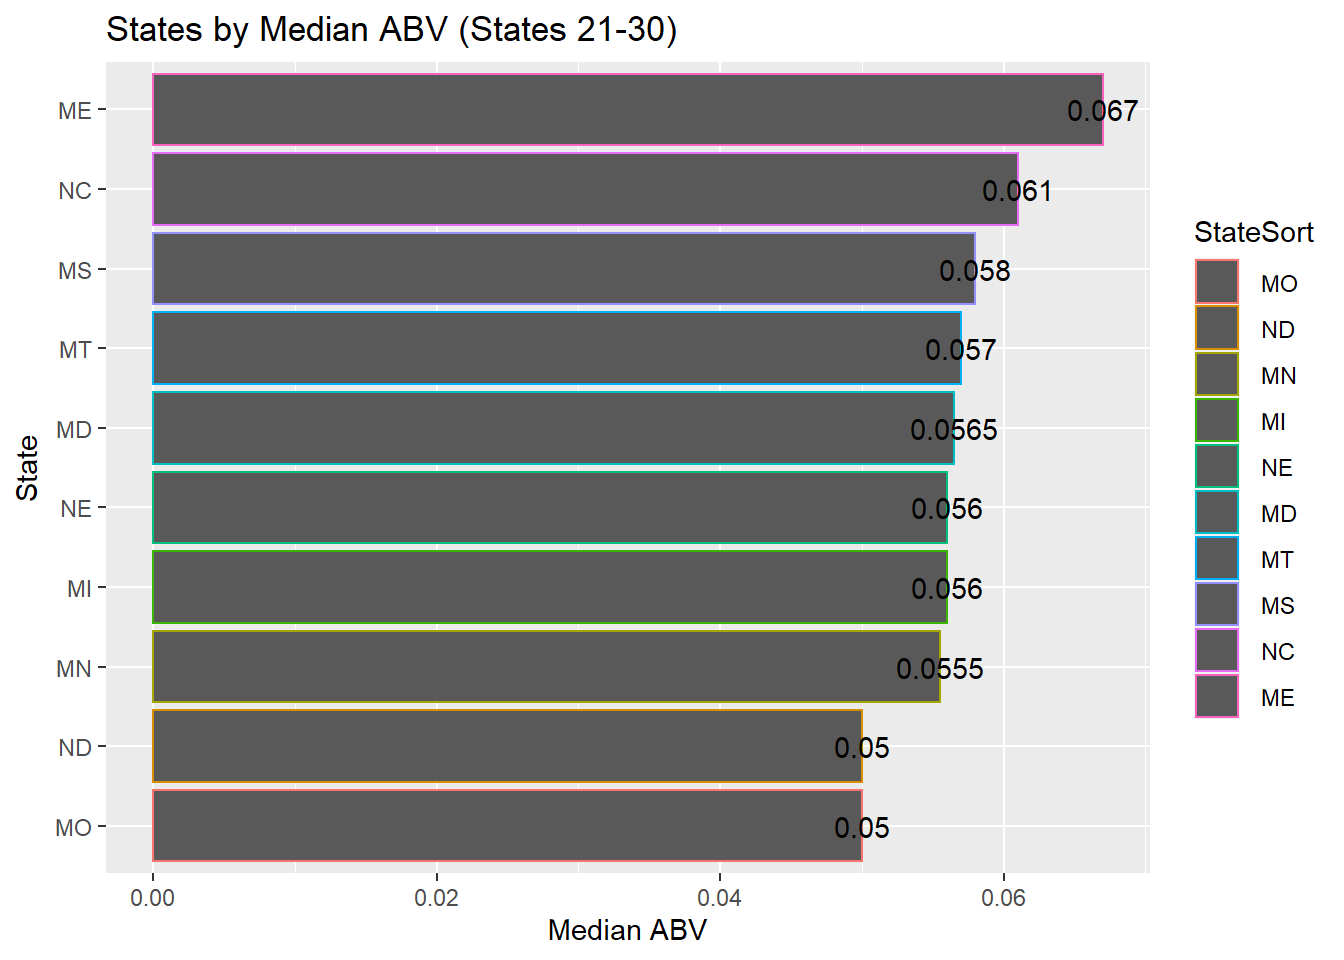 States by Median ABV (States 21-30)
State
ME
0.067
NC
0.061
MS
0.058
MT
0.057
MD
0.0565
NE
0.056
MI
0.056
MN
0.0555
ND
0.05
MO
0.05
0.00
0.02
0.04
0.06
Median ABV
StateSort
MO
ND
MN
MI
NE
MD
MT
MS
NC
ME